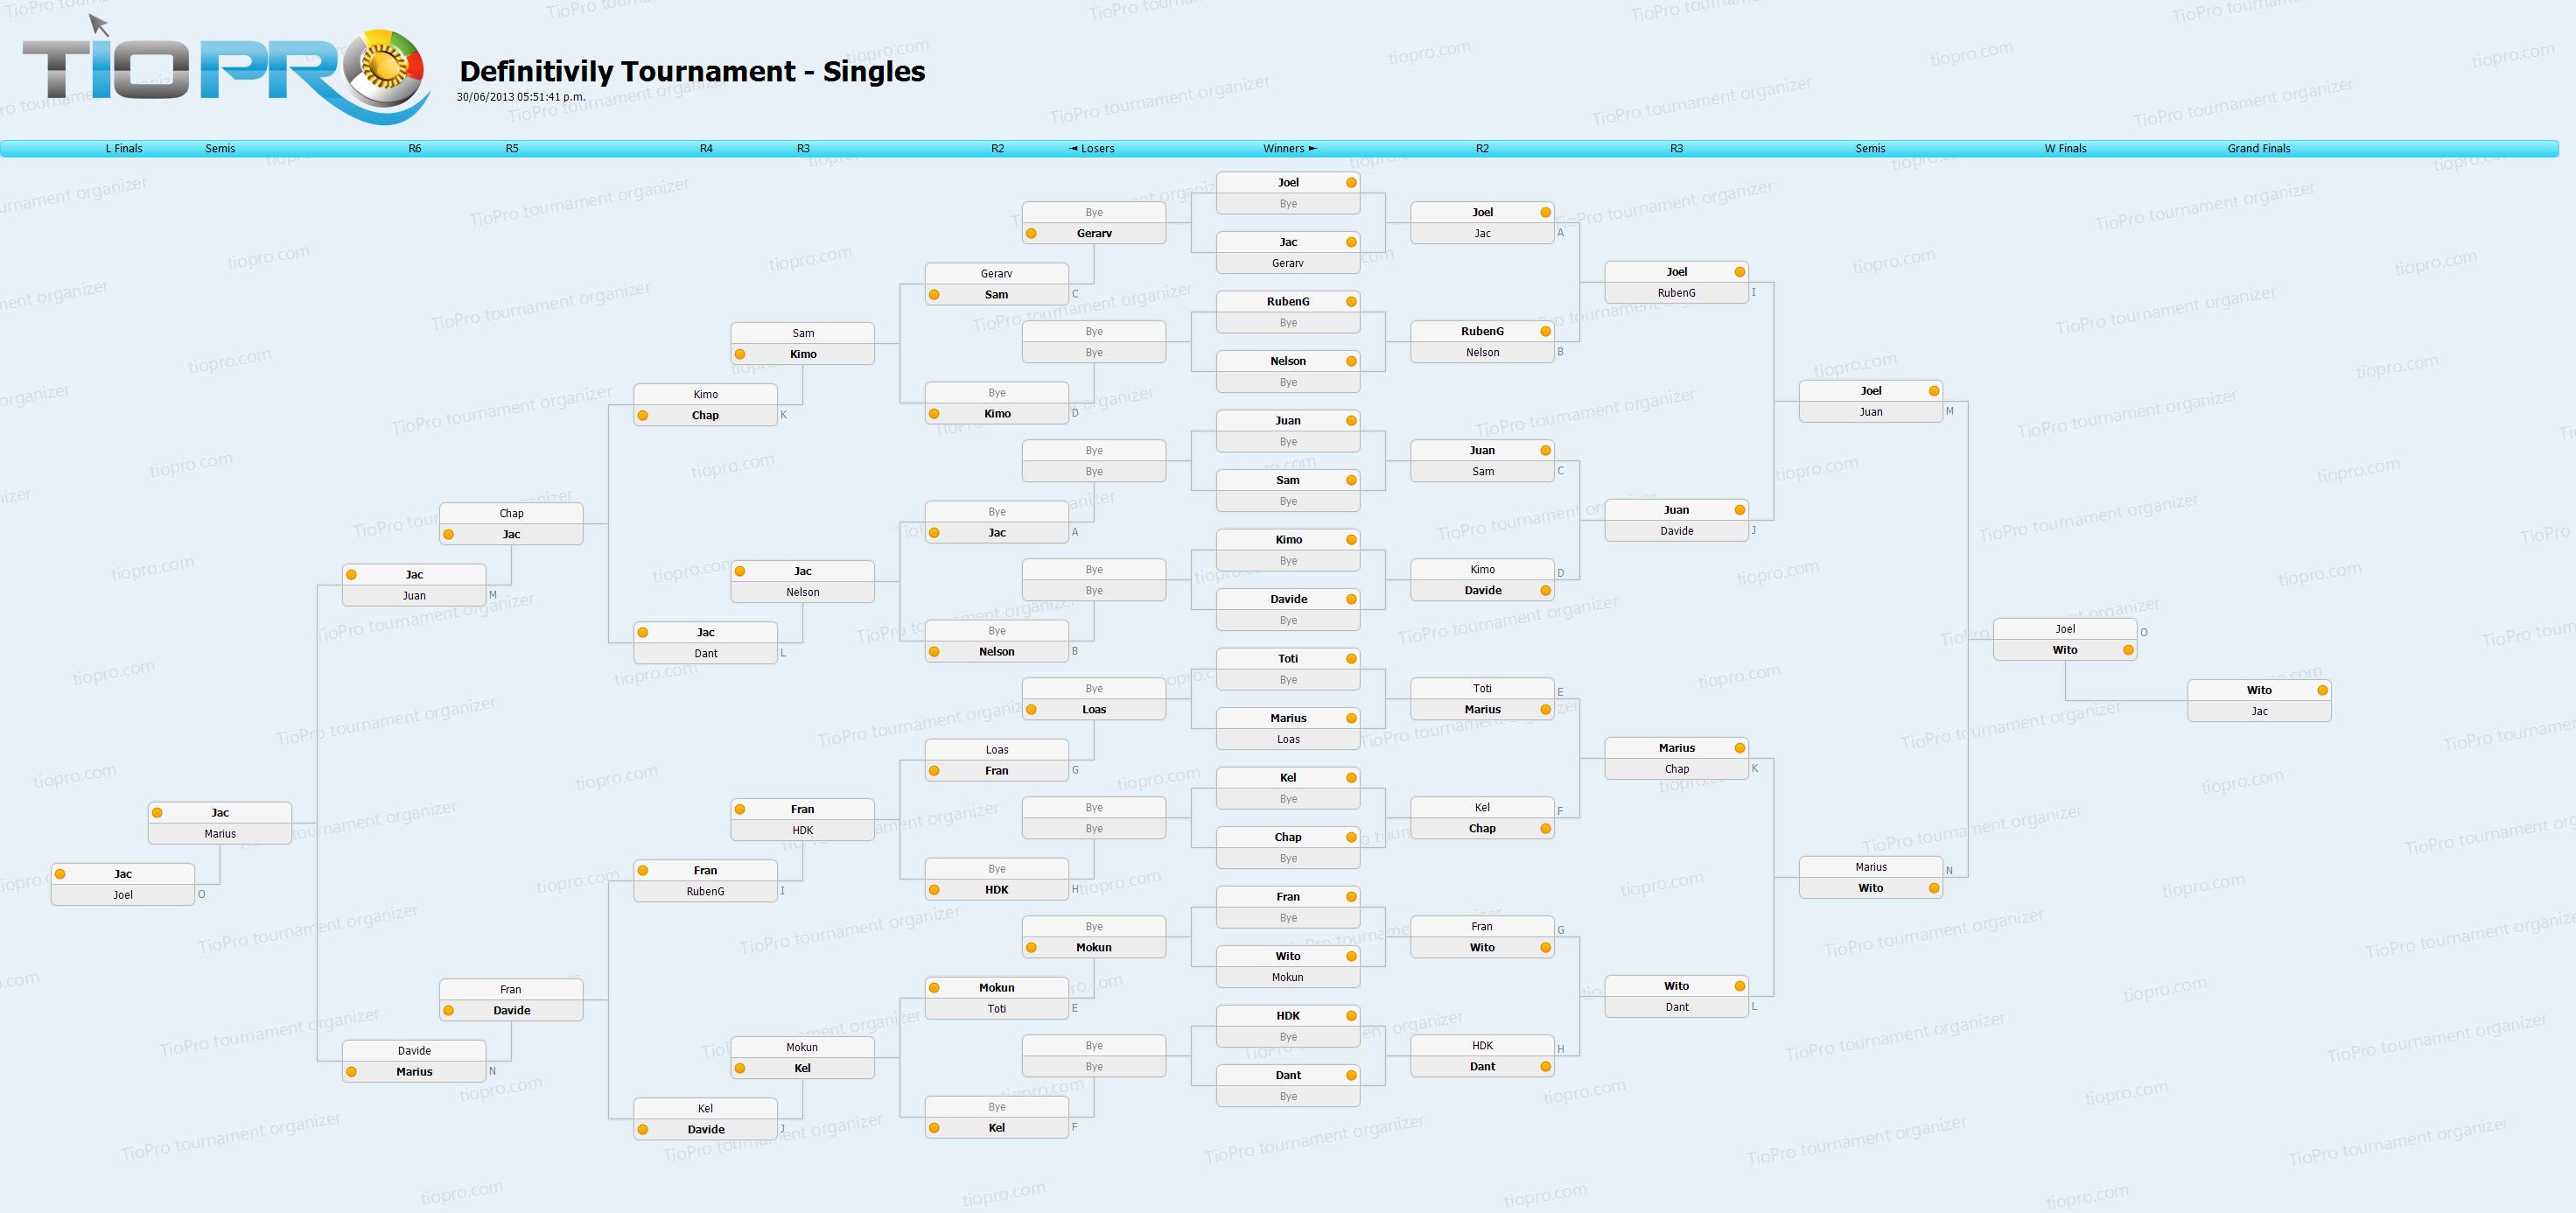 TIOPRO
Definitivily Tournament - Singles
30/06/2013 05:51:41 p.m.
L Finals Semis R6 R5 R4 R3 R2 ◄ Losers Winners ► R2 R3 Semis W Finals Grand Finals
Jac
Joel
O
Jac
Marius
Jac
Juan
M
Davide
Marius
N
Chap
Jac
Fran
Davide
Kimo
Chap
K
Jac
Dant
L
Fran
RubenG
I
Kel
Davide
J
Sam
Kimo
Jac
Nelson
Fran
HDK
Mokun
Kel
Gerarv
Sam
C
Bye
Kimo
D
Bye
Jac
A
Bye
Nelson
B
Loas
Fran
G
Bye
HDK
H
Mokun
Toti
E
Bye
Kel
F
Bye
Gerarv
Bye
Bye
Bye
Bye
Bye
Bye
Bye
Loas
Bye
Bye
Bye
Mokun
Bye
Bye
Joel
Bye
Jac
Gerarv
RubenG
Bye
Nelson
Bye
Juan
Bye
Sam
Bye
Kimo
Bye
Davide
Bye
Toti
Bye
Marius
Loas
Kel
Bye
Chap
Bye
Fran
Bye
Wito
Mokun
HDK
Bye
Dant
Bye
Joel
Jac
A
RubenG
Nelson
B
Juan
Sam
C
Kimo
D
Davide
Toti
E
Marius
Kel
F
Chap
Fran
G
Wito
HDK
H
Dant
Joel
RubenG
I
Juan
Davide
J
Marius
Chap
K
Wito
Dant
L
Joel
Juan
M
Marius
N
Wito
Joel
O
Wito
Wito
Jac
TioPro tournament organizer
tiopro.com